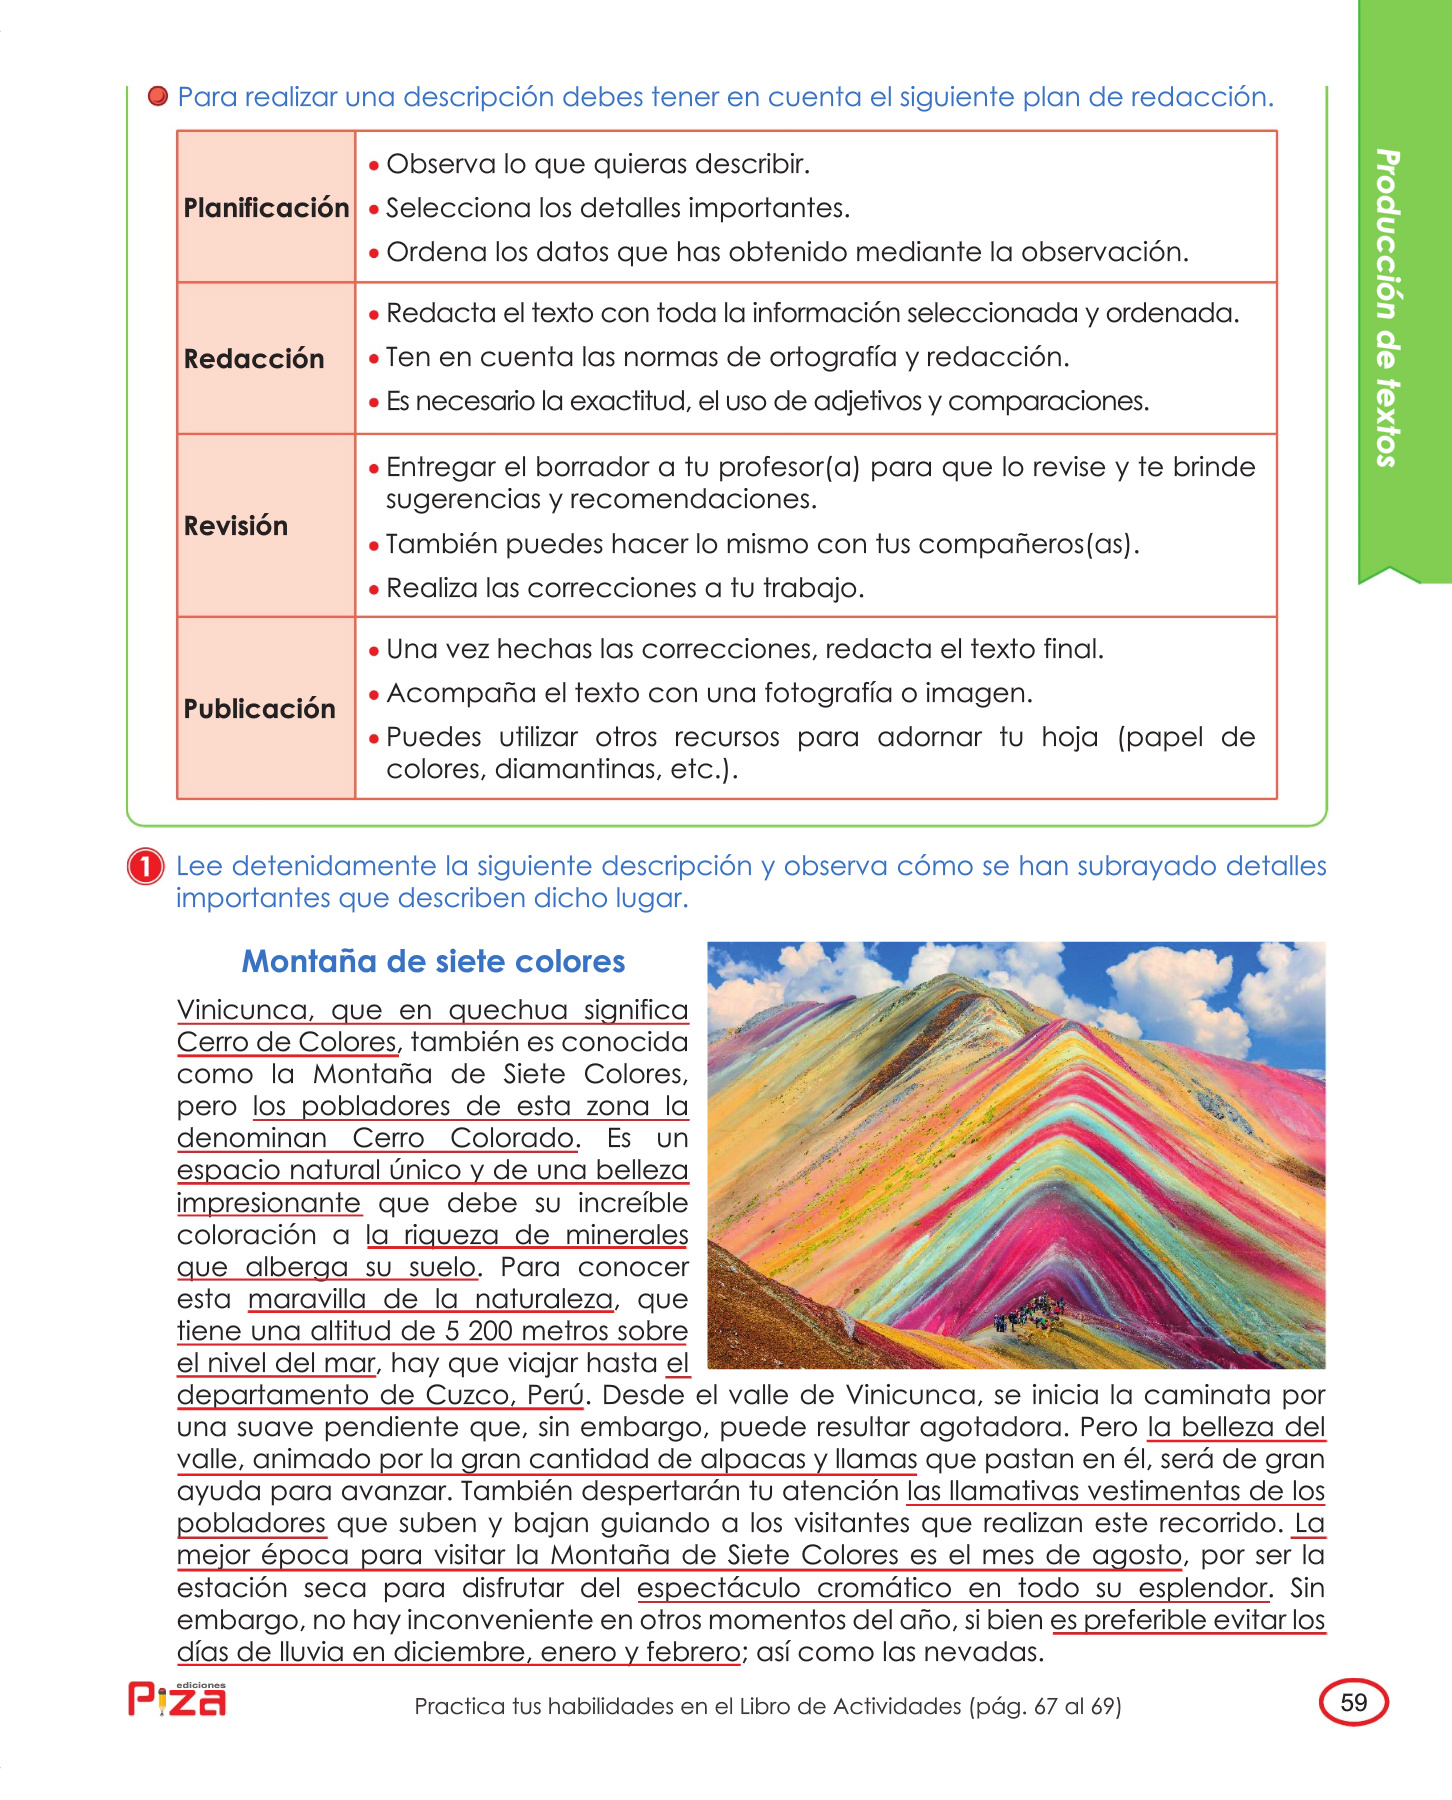 Para realizar una descripción debes tener en cuenta el siguiente plan de redacción.
Planificación
• Observa lo que quieras describir.
• Selecciona los detalles importantes.
• Ordena los datos que has obtenido mediante la observación.
Redacción
• Redacta el texto con toda la información seleccionada y ordenada.
• Ten en cuenta las normas de ortografía y redacción.
• Es necesario la exactitud, el uso de adjetivos y comparaciones.
Revisión
• Entregar el borrador a tu profesor(a) para que lo revise y te brinde
sugerencias y recomendaciones.
• También puedes hacer lo mismo con tus compañeros(as).
• Realiza las correcciones a tu trabajo.
Publicación
• Una vez hechas las correcciones, redacta el texto final.
• Acompaña el texto con una fotografía o imagen.
• Puedes utilizar otros recursos para adornar tu hoja (papel de
colores, diamantinas, etc.).
Producción de textos
1 Lee detenidamente la siguiente descripción y observa cómo se han subrayado detalles
importantes que describen dicho lugar.
Montaña de siete colores
Vinicunca, que en quechua significa
Cerro de Colores, también es conocida
como la Montaña de Siete Colores,
pero los pobladores de esta zona la
denominan Cerro Colorado. Es un
espacio natural único y de una belleza
impresionante que debe su increíble
coloración a la riqueza de minerales
que alberga su suelo. Para conocer
esta maravilla de la naturaleza, que
tiene una altitud de 5 200 metros sobre
el nivel del mar, hay que viajar hasta el
departamento de Cuzco, Perú. Desde el valle de Vinicunca, se inicia la caminata por
una suave pendiente que, sin embargo, puede resultar agotadora. Pero la belleza del
valle, animado por la gran cantidad de alpacas y llamas que pastan en él, será de gran
ayuda para avanzar. También despertarán tu atención las llamativas vestimentas de los
pobladores que suben y bajan guiando a los visitantes que realizan este recorrido. La
mejor época para visitar la Montaña de Siete Colores es el mes de agosto, por ser la
estación seca para disfrutar del espectáculo cromático en todo su esplendor. Sin
embargo, no hay inconveniente en otros momentos del año, si bien es preferible evitar los
días de lluvia en diciembre, enero y febrero; así como las nevadas.
ediciones
Piza
Practica tus habilidades en el Libro de Actividades (pág. 67 al 69)
59